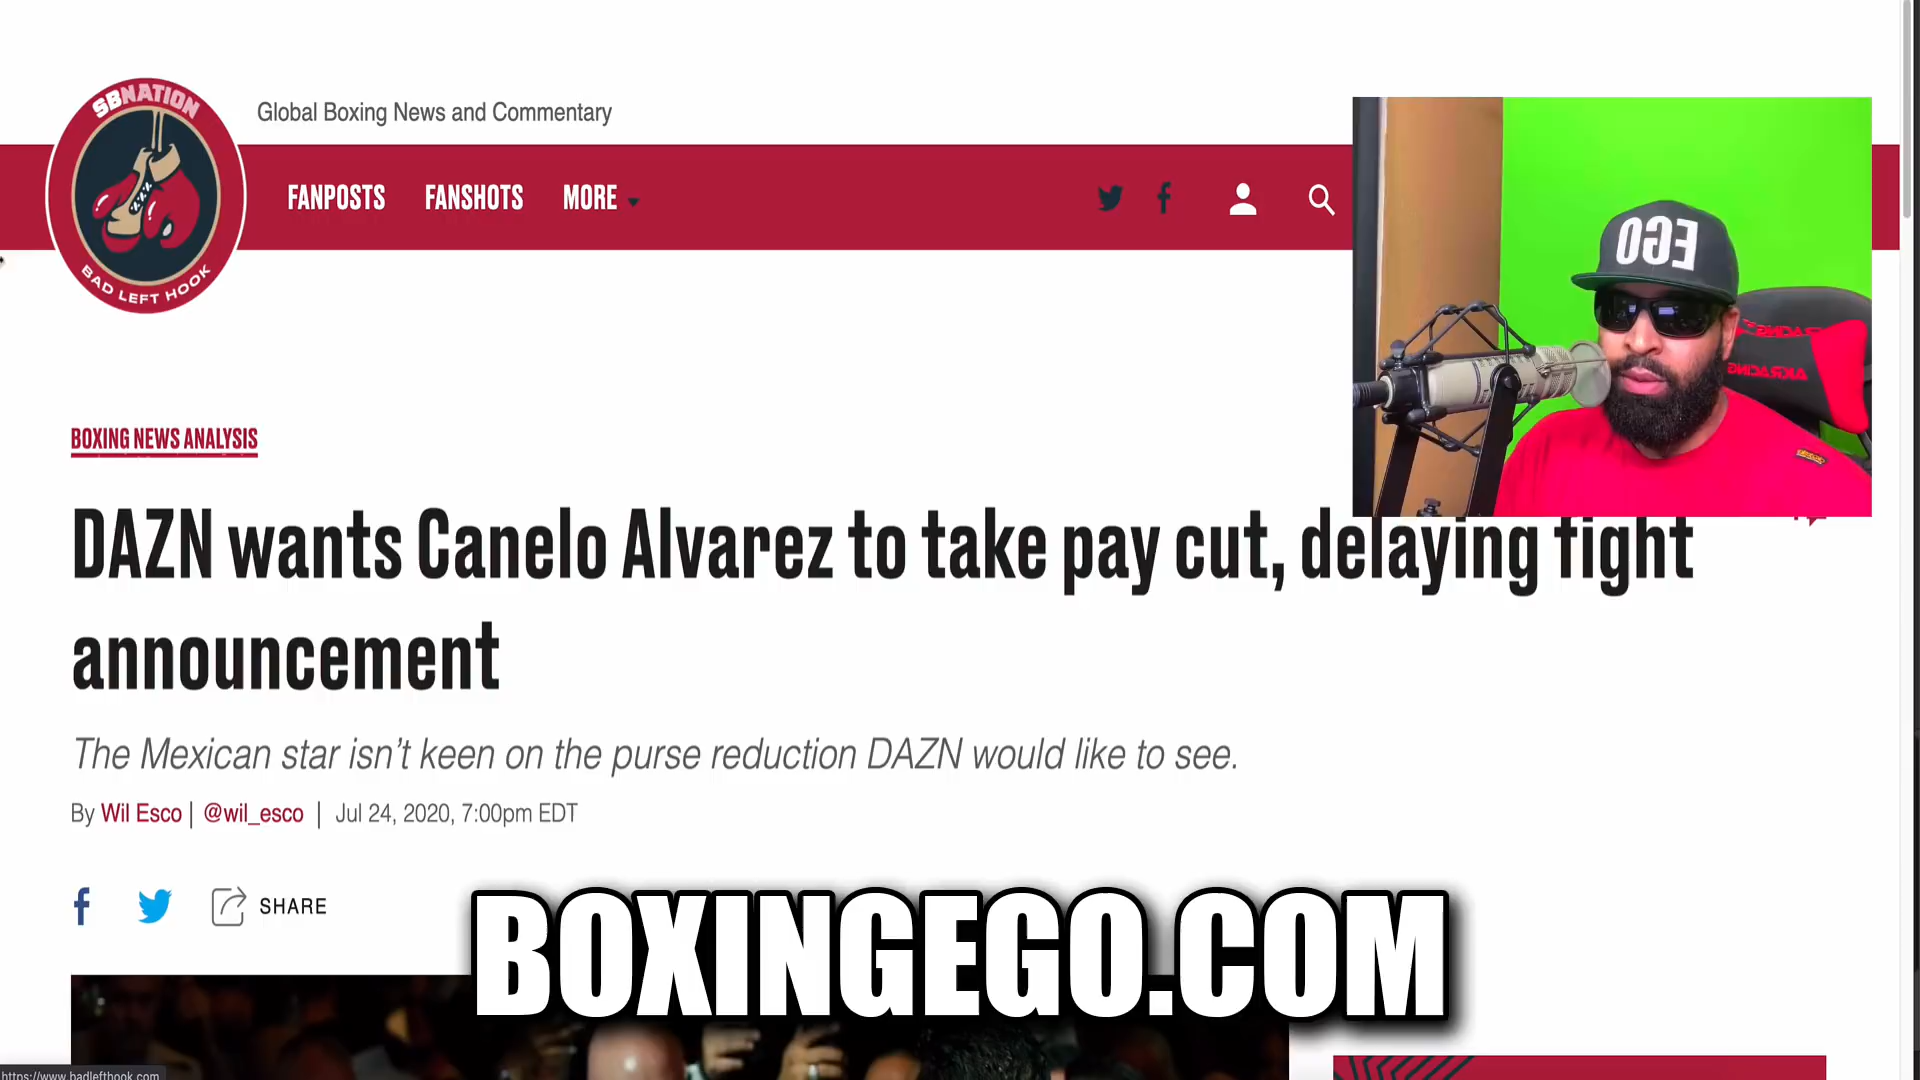 SBNATION
Global Boxing News and Commentary
FANPOSTS FANSHOTS MORE
BAD LEFT HOOK
EGO
AKRACING
BOXING NEWS ANALYSIS
DAZN wants Canelo Alvarez to take pay cut, delaying fight
announcement
The Mexican star isn't keen on the purse reduction DAZN would like to see.
By Wil Esco | @wil_esco | Jul 24, 2020, 7:00pm EDT
SHARE
BOXINGEGO.COM
https://www.badlefthook.com